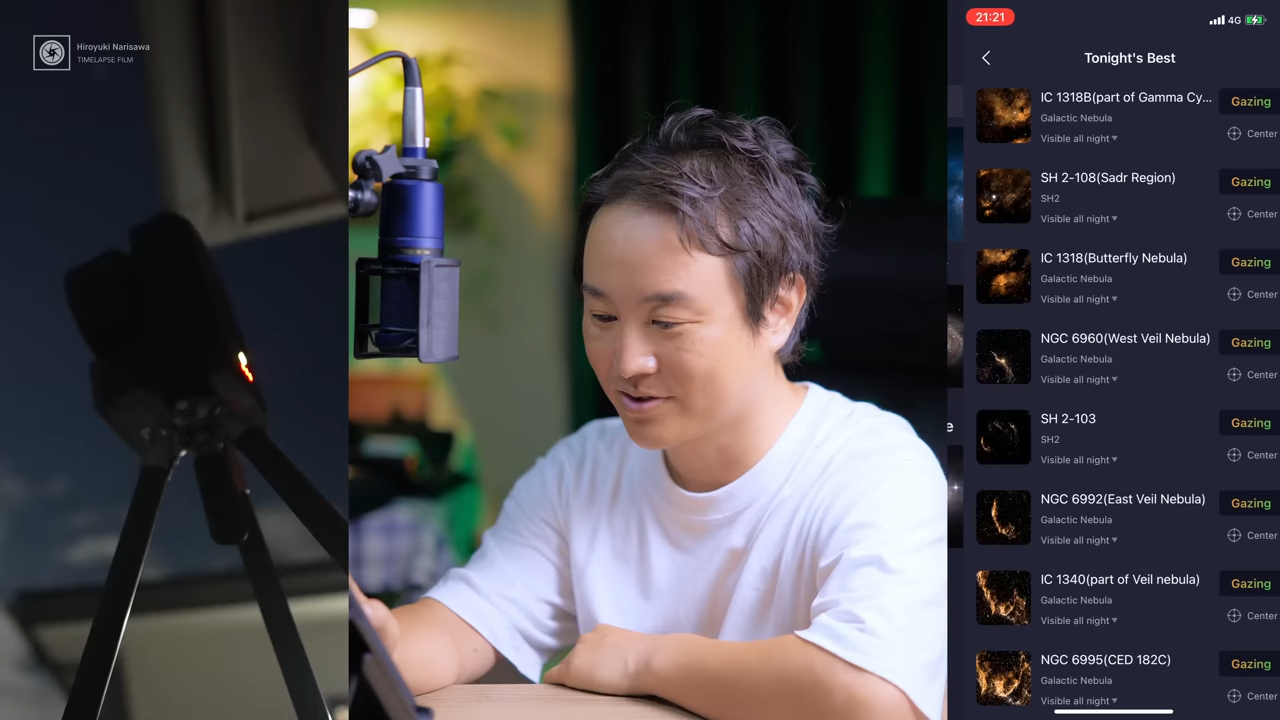 Hiroyuki Narisawa
TIMELAPSE FILM
21:21
4G
Tonight's Best
IC 1318B(part of Gamma Cy...
Gazing
Galactic Nebula
Visible all night
Center
SH 2-108(Sadr Region)
Gazing
SH2
Visible all night
Center
IC 1318(Butterfly Nebula)
Gazing
Galactic Nebula
Visible all night
Center
NGC 6960(West Veil Nebula)
Gazing
Galactic Nebula
Visible all night
Center
SH 2-103
Gazing
SH2
Visible all night
Center
NGC 6992(East Veil Nebula)
Gazing
Galactic Nebula
Visible all night
Center
IC 1340(part of Veil nebula)
Gazing
Galactic Nebula
Visible all night
Center
NGC 6995(CED 182C)
Gazing
Galactic Nebula
Visible all night
Center
e